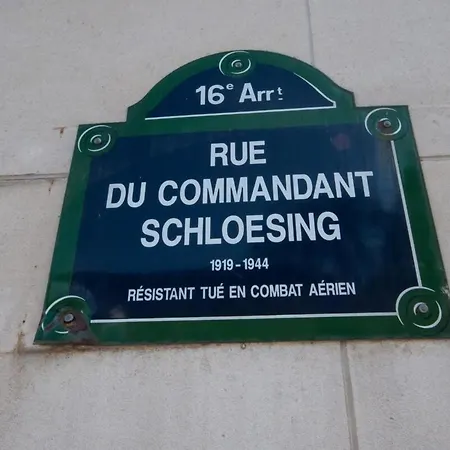 16e Arrt.
RUE
DU COMMANDANT
SCHLOESING
1919-1944
RÉSISTANT TUÉ EN COMBAT AÉRIEN